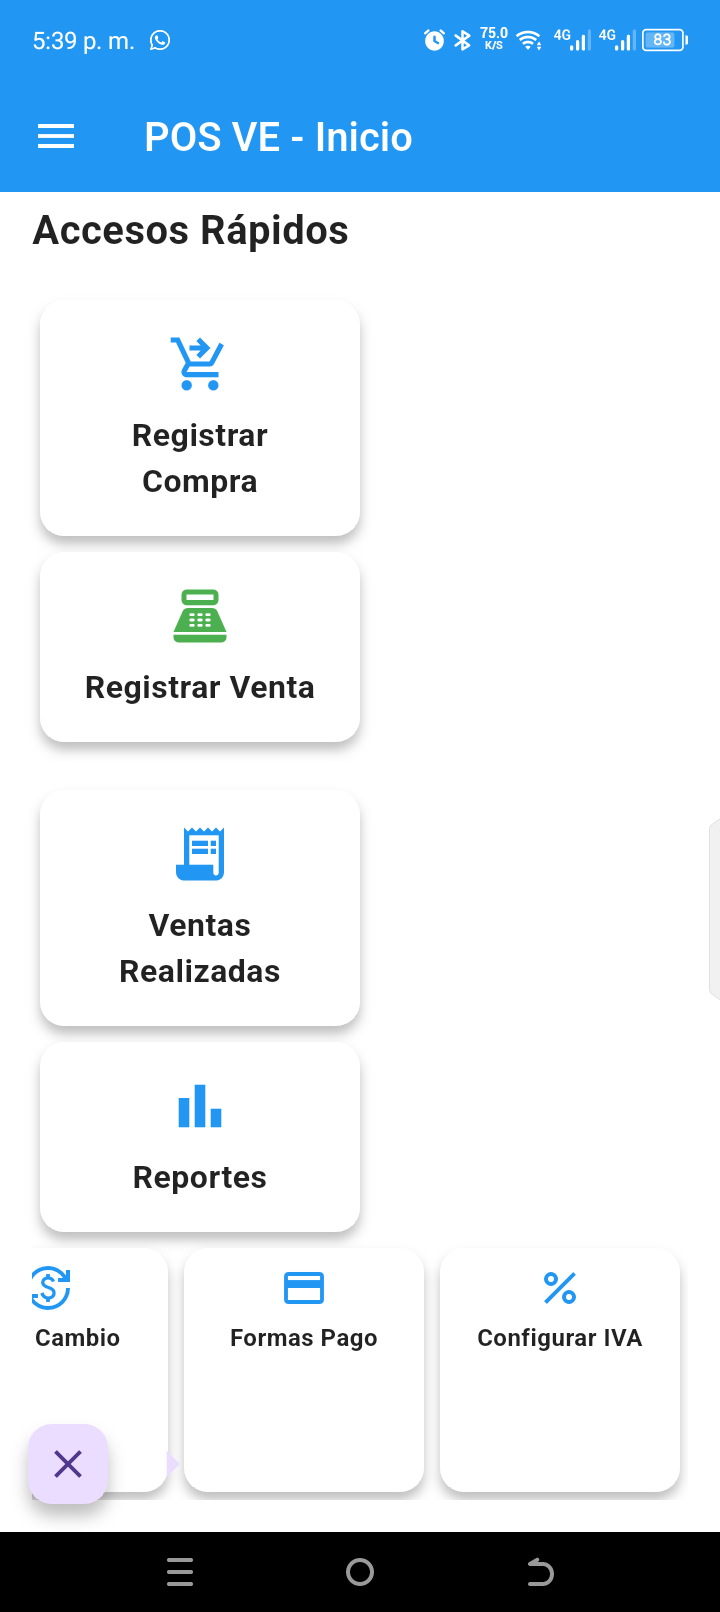 5:39 p. m.
75.0
K/S
4G
4G
83
POS VE - Inicio
Accesos Rápidos
Registrar
Compra
Registrar Venta
Ventas
Realizadas
Reportes
Cambio
Formas Pago
Configurar IVA